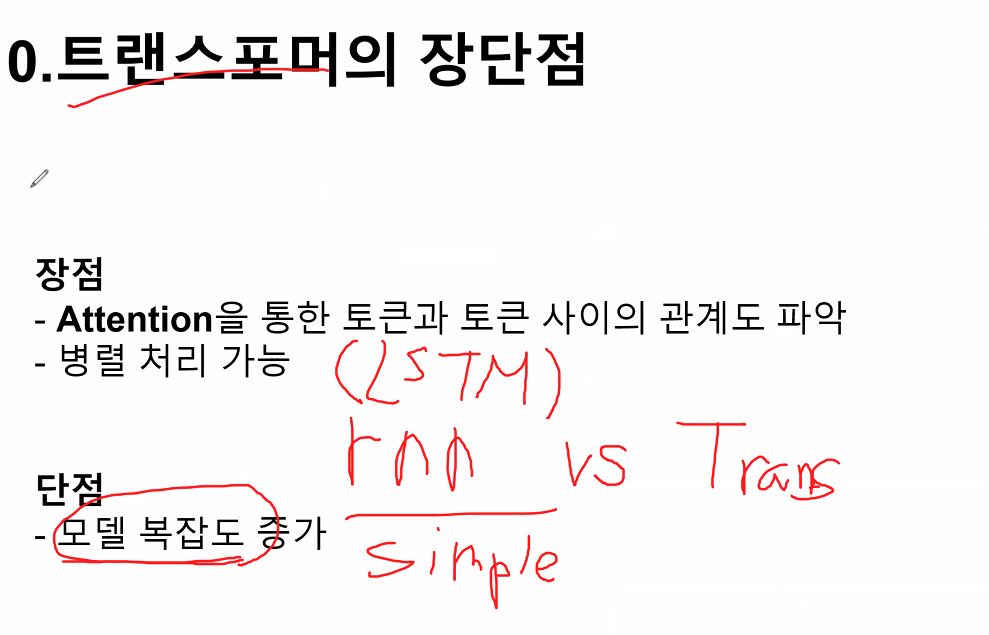 0.트랜스포머의 장단점
장점
- Attention을 통한 토큰과 토큰 사이의 관계도 파악
- 병렬 처리 가능
(LSTM)
rnn vs Trans
단점
- 모델 복잡도 증가
simple